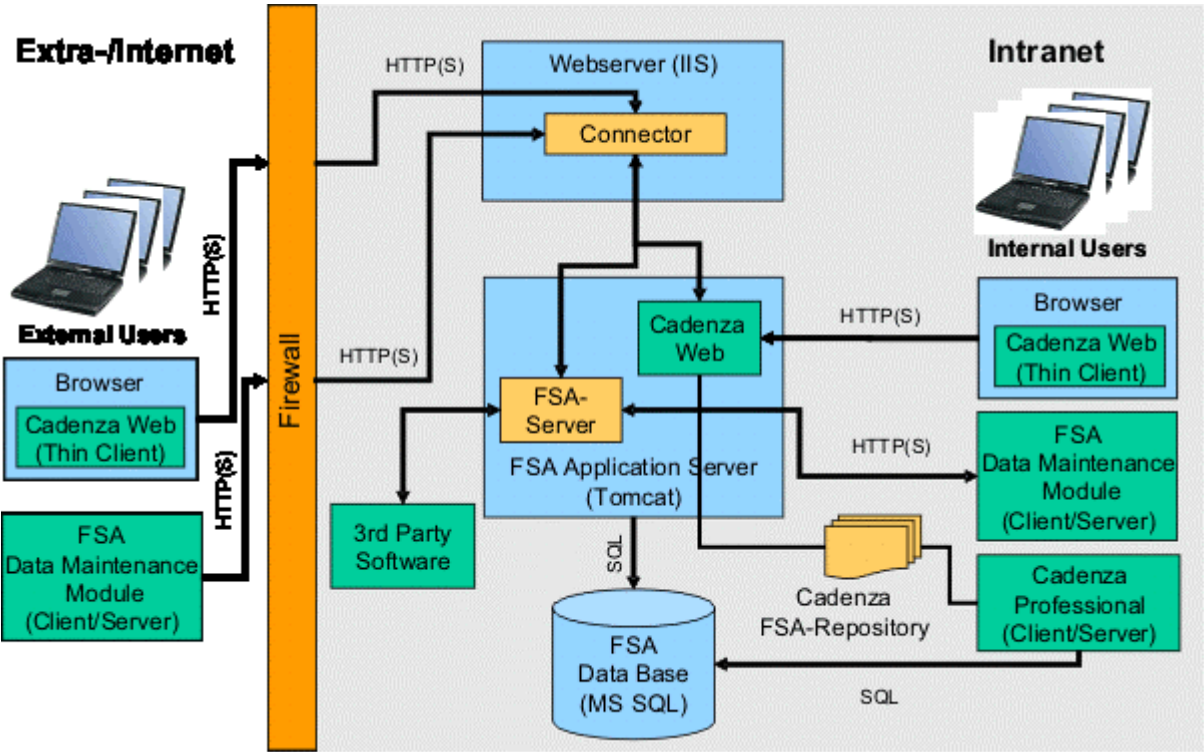 Extra-/Internet
Intranet
HTTP(S)
Webserver (IIS)
Connector
HTTP(S)
External Users
Internal Users
Browser
Cadenza Web
(Thin Client)
HTTP(S)
FSA
Data Maintenance
Module
(Client/Server)
Firewall
HTTP(S)
Cadenza
Web
FSA-
Server
FSA Application Server
(Tomcat)
3rd Party
Software
SQL
FSA
Data Base
(MS SQL)
HTTP(S)
Browser
Cadenza Web
(Thin Client)
HTTP(S)
FSA
Data Maintenance
Module
(Client/Server)
Cadenza
FSA-Repository
Cadenza
Professional
(Client/Server)
SQL